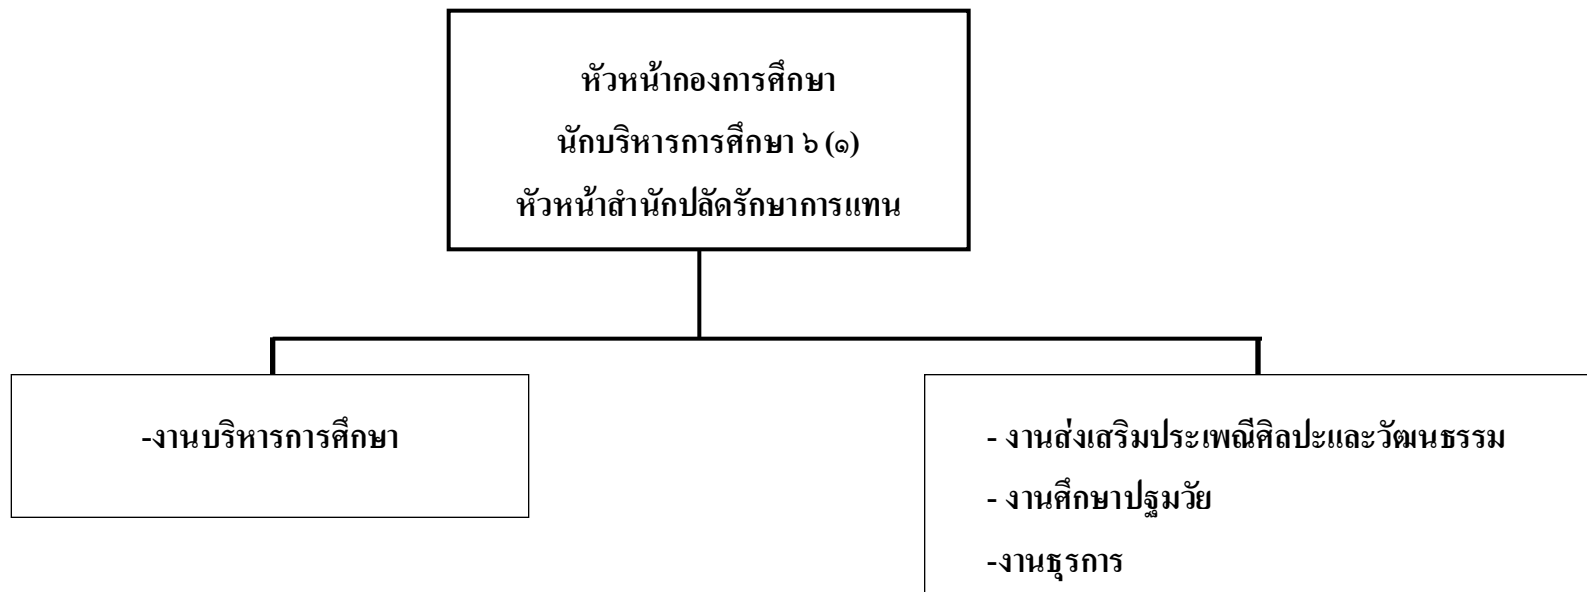 หัวหน้ากองการศึกษา
นักบริหารการศึกษา ๖ (๑)
หัวหน้าสำนักปลัดรักษาการแทน
-งานบริหารการศึกษา
- งานส่งเสริมประเพณีศิลปะและวัฒนธรรม
- งานศึกษาปฐมวัย
-งานธุรการ